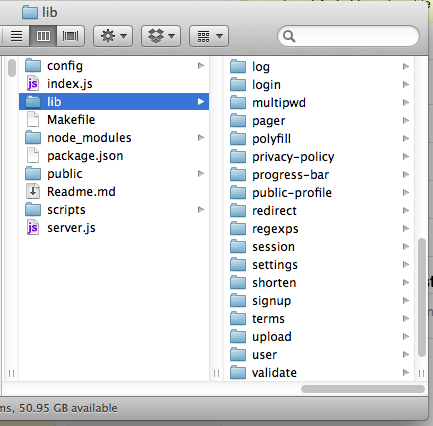 lib
config
index.js
lib
Makefile
node_modules
package.json
public
Readme.md
scripts
server.js
log
login
multipwd
pager
polyfill
privacy-policy
progress-bar
public-profile
redirect
regexps
session
settings
shorten
signup
terms
upload
user
validate
ms, 50.95 GB available